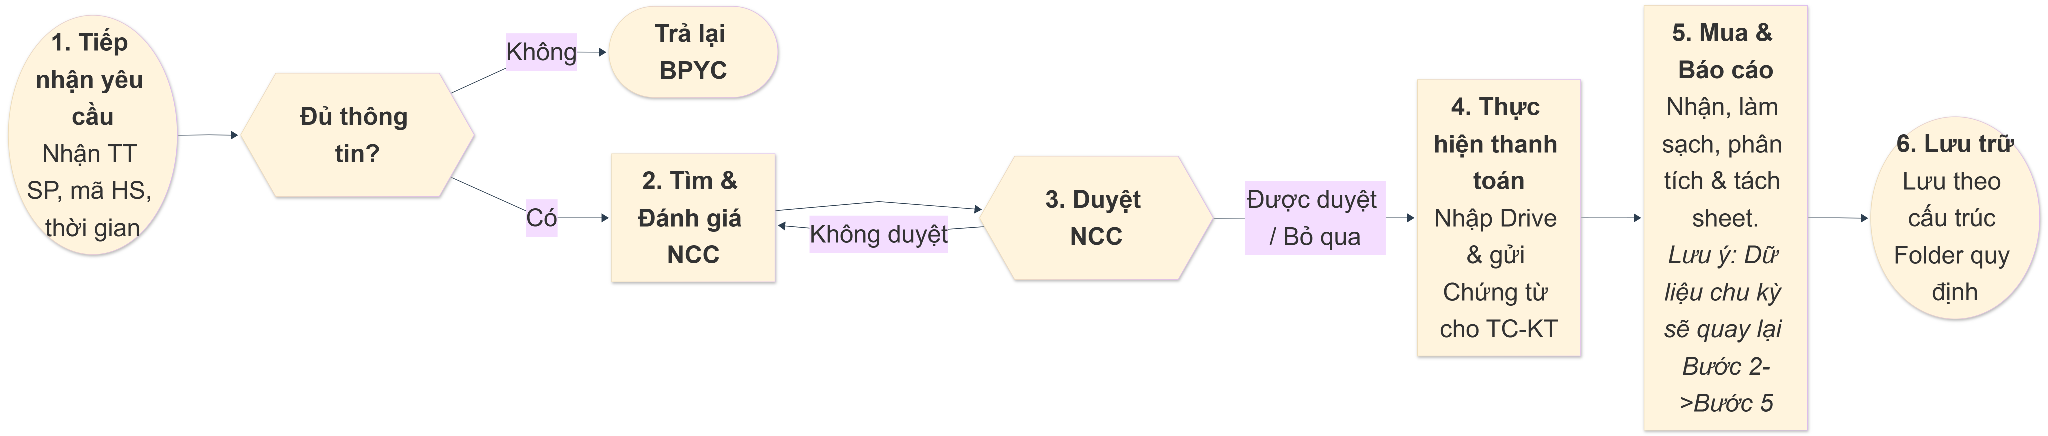 1. Tiếp
nhận yêu
cầu
Nhận TT
SP, mã HS,
thời gian
Đủ thông
tin?
Không
Trả lại
BPYC
Có
2. Tìm &
Đánh giá
NCC
Không duyệt
3. Duyệt
NCC
Được duyệt
/ Bỏ qua
4. Thực
hiện thanh
toán
Nhập Drive
& gửi
Chứng từ
cho TC-KT
5. Mua &
Báo cáo
Nhận, làm
sạch, phân
tích & tách
sheet.
Lưu ý: Dữ
liệu chu kỳ
sẽ quay lại
Bước 2-
>Bước 5
6. Lưu trữ
Lưu theo
cấu trúc
Folder quy
định